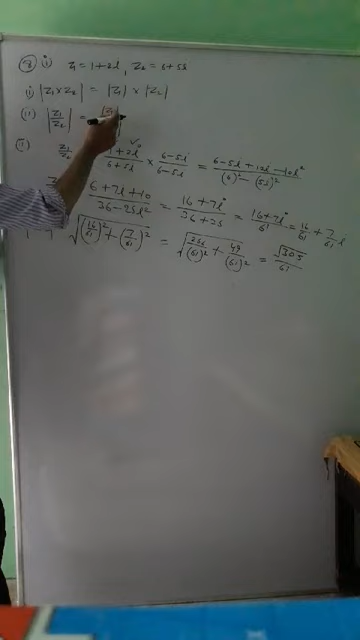 Q (i) Z₁ = 1+2i , Z₂ = 6+5i
i) |Z₁×Z₂| = |Z₁| × |Z₂|
(ii) |Z₁/Z₂| = |Z₁|
(ii) Z₁/Z₂ 1+2i/6+5i × 6-5i/6-5i = 6-5i+12i-10i²/(6)²-(5i)²
6+7i+10/36-25i² = 16+7i/36+25 = 16+7i/61 = 16/61 + 7/61 i
√(16/61)²+(7/61)² = √256/(61)² + 49/(61)² = √305/61